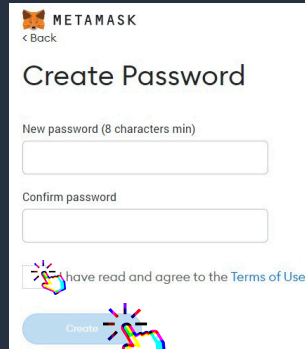 METAMASK
< Back
Create Password
New password (8 characters min)
Confirm password
have read and agree to the Terms of Use
Create